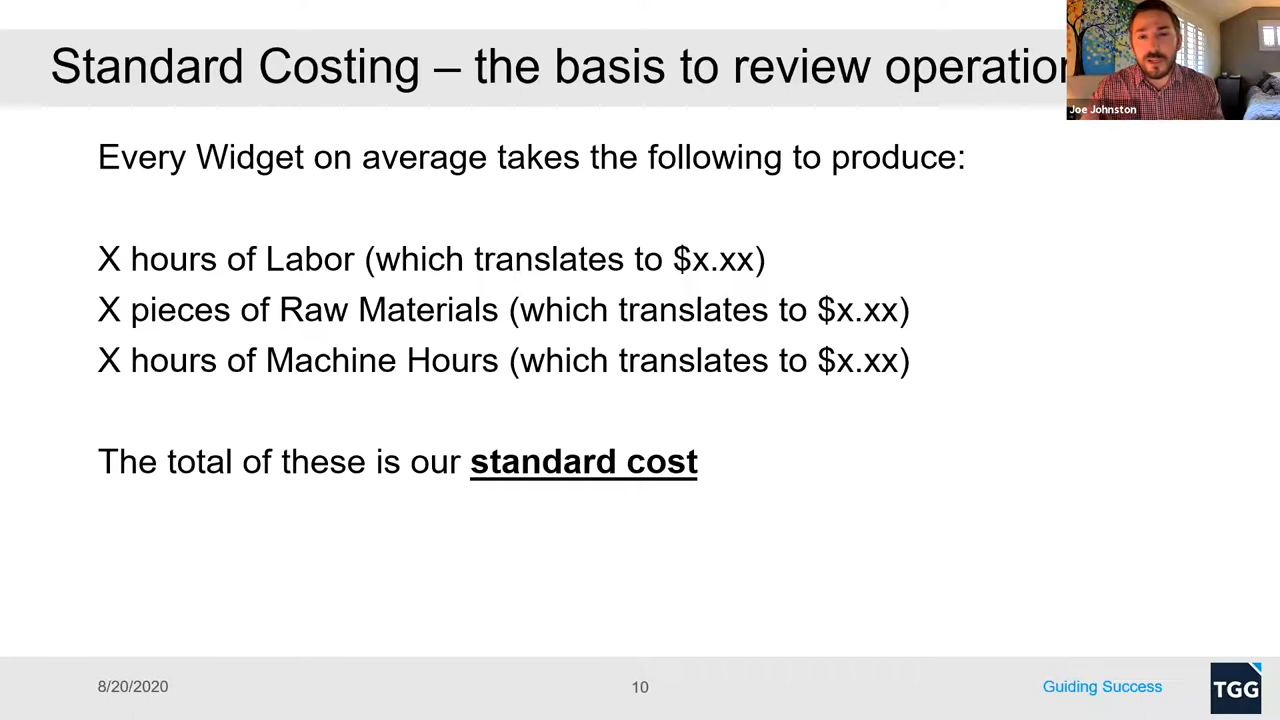 Standard Costing – the basis to review operation
Joe Johnston
Every Widget on average takes the following to produce:
X hours of Labor (which translates to $x.xx)
X pieces of Raw Materials (which translates to $x.xx)
X hours of Machine Hours (which translates to $x.xx)
The total of these is our standard cost
8/20/2020
10
Guiding Success
TGG